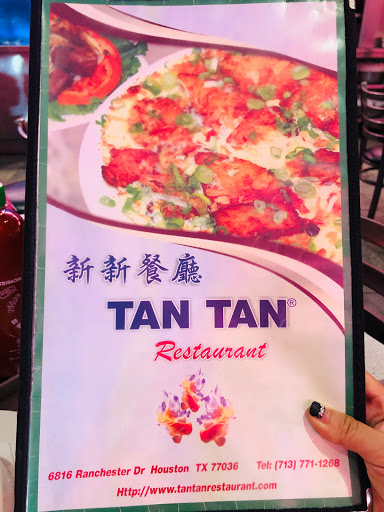 新新餐廳
TAN TAN®
Restaurant
6816 Ranchester Dr Houston TX 77036 Tel: (713) 771-1268
Http://www.tantanrestaurant.com